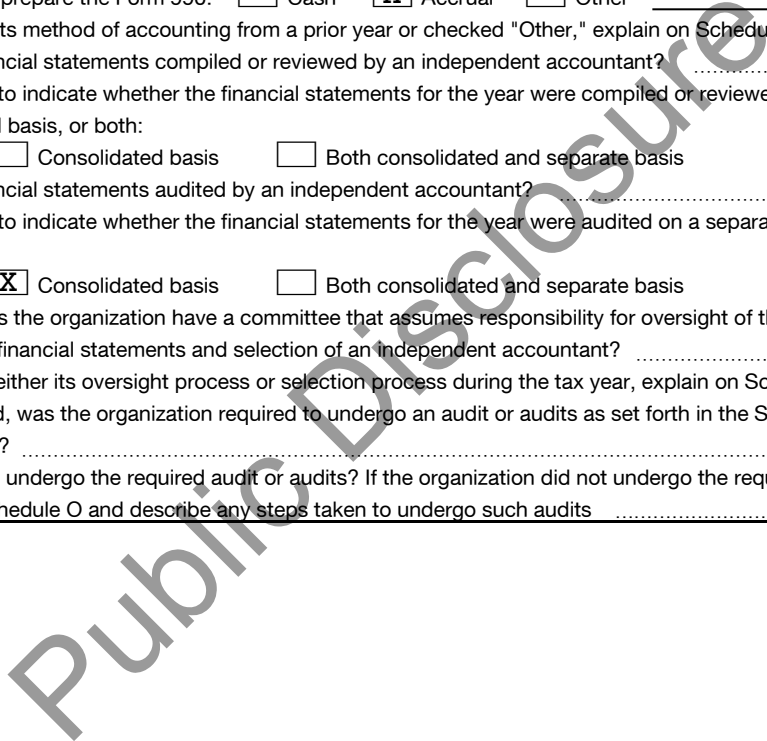 prepare the Form 990: Cash X Accrual Other
ts method of accounting from a prior year or checked "Other," explain on Schedu
ncial statements compiled or reviewed by an independent accountant?
to indicate whether the financial statements for the year were compiled or reviewe
l basis, or both:
Consolidated basis Both consolidated and separate basis
ncial statements audited by an independent accountant?
to indicate whether the financial statements for the year were audited on a separa
X Consolidated basis Both consolidated and separate basis
s the organization have a committee that assumes responsibility for oversight of th
financial statements and selection of an independent accountant?
either its oversight process or selection process during the tax year, explain on Sc
d, was the organization required to undergo an audit or audits as set forth in the S
?
undergo the required audit or audits? If the organization did not undergo the requ
hedule O and describe any steps taken to undergo such audits
Public Disclosure